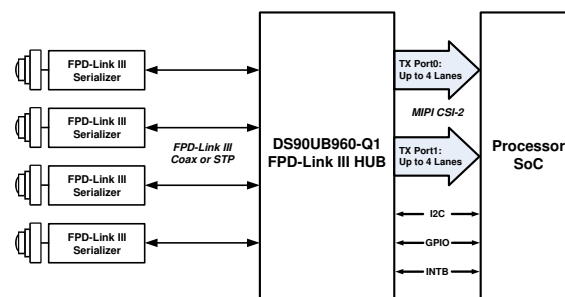 FPD-Link III
Serializer
FPD-Link III
Serializer
FPD-Link III
Serializer
FPD-Link III
Serializer
FPD-Link III
Coax or STP
DS90UB960-Q1
FPD-Link III HUB
TX Port0:
Up to 4 Lanes
MIPI CSI-2
TX Port1:
Up to 4 Lanes
I2C
GPIO
INTB
Processor
SoC